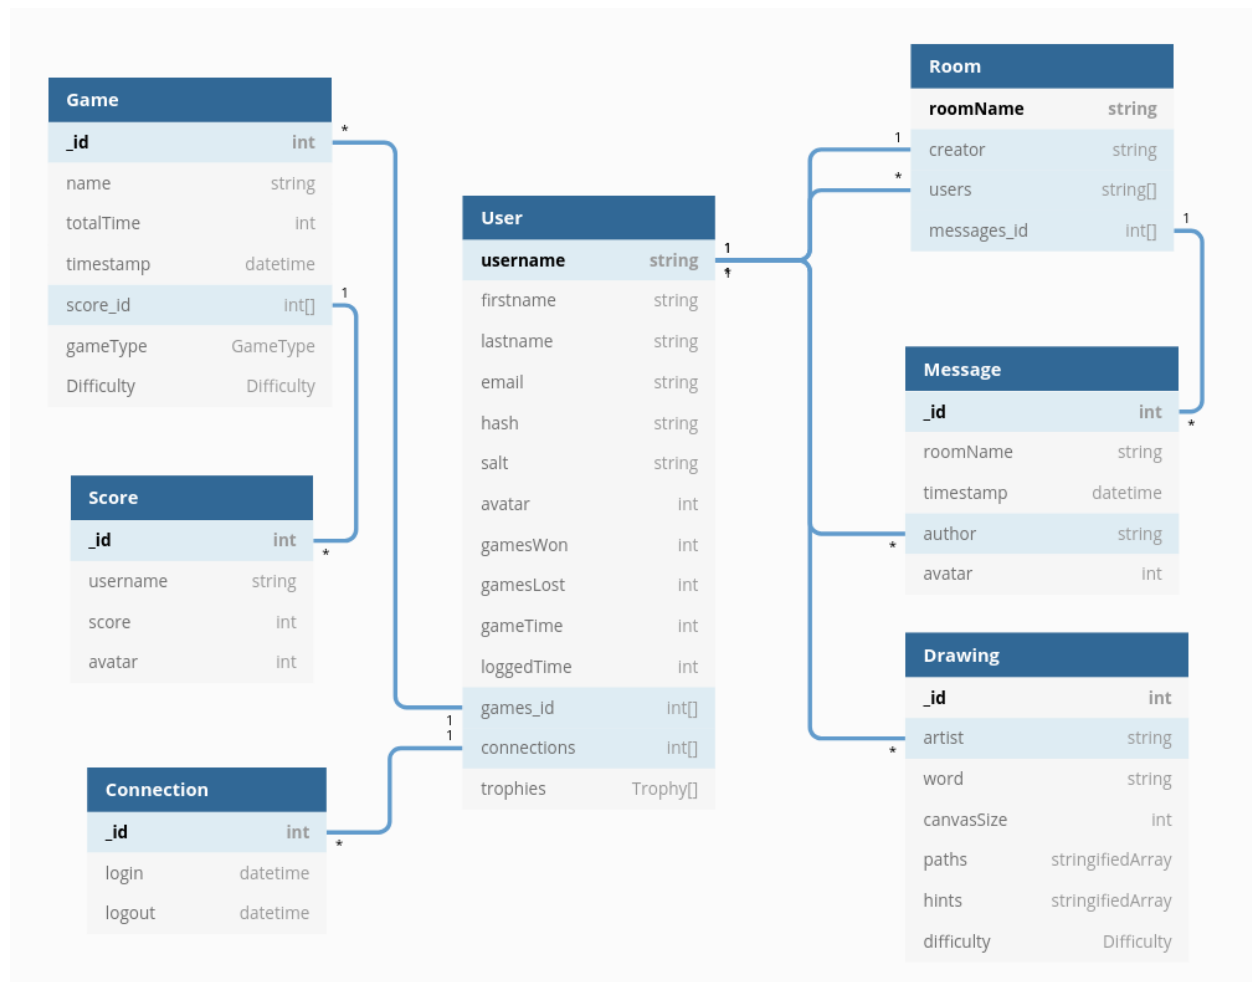 Game
_id int
name string
totalTime int
timestamp datetime
score_id int[]
gameType GameType
Difficulty Difficulty
*
1
Score
_id int
username string
score int
avatar int
*
Connection
_id int
login datetime
logout datetime
*
User
username string
firstname string
lastname string
email string
hash string
salt string
avatar int
gamesWon int
gamesLost int
gameTime int
loggedTime int
games_id int[]
connections int[]
trophies Trophy[]
1
1
1
*
Room
roomName string
creator string
users string[]
messages_id int[]
1
*
1
Message
_id int
roomName string
timestamp datetime
author string
avatar int
*
*
Drawing
_id int
artist string
word string
canvasSize int
paths stringifiedArray
hints stringifiedArray
difficulty Difficulty
*